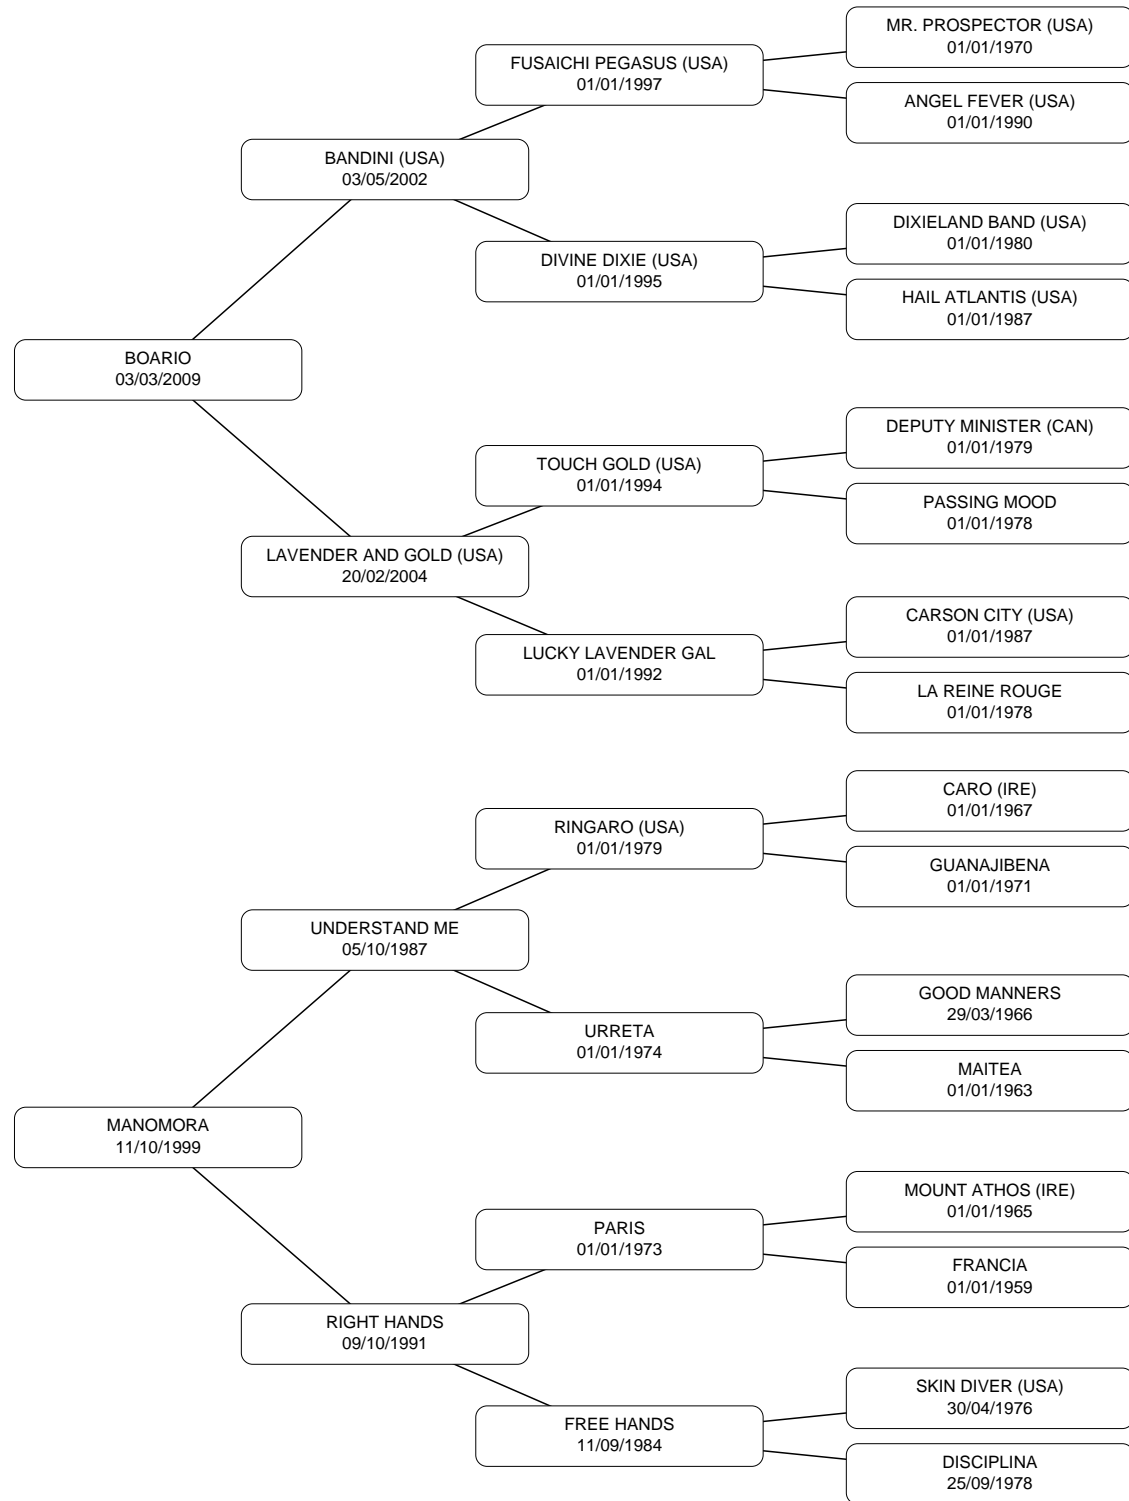 MR. PROSPECTOR (USA)
01/01/1970
FUSAICHI PEGASUS (USA)
01/01/1997
ANGEL FEVER (USA)
01/01/1990
BANDINI (USA)
03/05/2002
DIXIELAND BAND (USA)
01/01/1980
DIVINE DIXIE (USA)
01/01/1995
HAIL ATLANTIS (USA)
01/01/1987
BOARIO
03/03/2009
DEPUTY MINISTER (CAN)
01/01/1979
TOUCH GOLD (USA)
01/01/1994
PASSING MOOD
01/01/1978
LAVENDER AND GOLD (USA)
20/02/2004
CARSON CITY (USA)
01/01/1987
LUCKY LAVENDER GAL
01/01/1992
LA REINE ROUGE
01/01/1978
CARO (IRE)
01/01/1967
RINGARO (USA)
01/01/1979
GUANAJIBENA
01/01/1971
UNDERSTAND ME
05/10/1987
GOOD MANNERS
29/03/1966
URRETA
01/01/1974
MAITEA
01/01/1963
MANOMORA
11/10/1999
MOUNT ATHOS (IRE)
01/01/1965
PARIS
01/01/1973
FRANCIA
01/01/1959
RIGHT HANDS
09/10/1991
SKIN DIVER (USA)
30/04/1976
FREE HANDS
11/09/1984
DISCIPLINA
25/09/1978